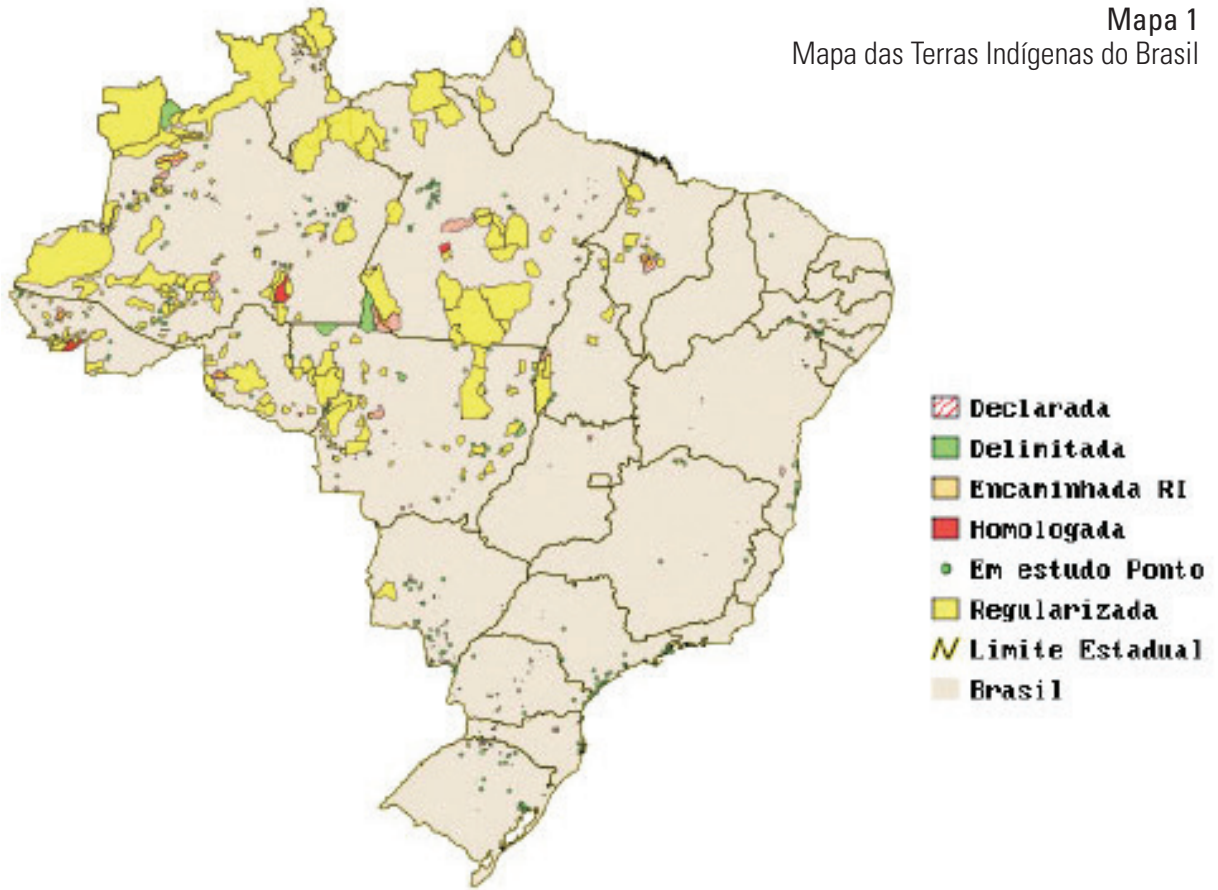 Mapa 1
Mapa das Terras Indígenas do Brasil
Declarada
Delimitada
Encaminhada RI
Homologada
Em estudo Ponto
Regularizada
Limite Estadual
Brasil